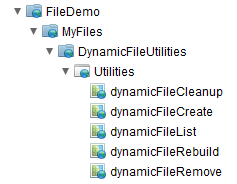 FileDemo
MyFiles
DynamicFileUtilities
Utilities
dynamicFileCleanup
dynamicFileCreate
dynamicFileList
dynamicFileRebuild
dynamicFileRemove